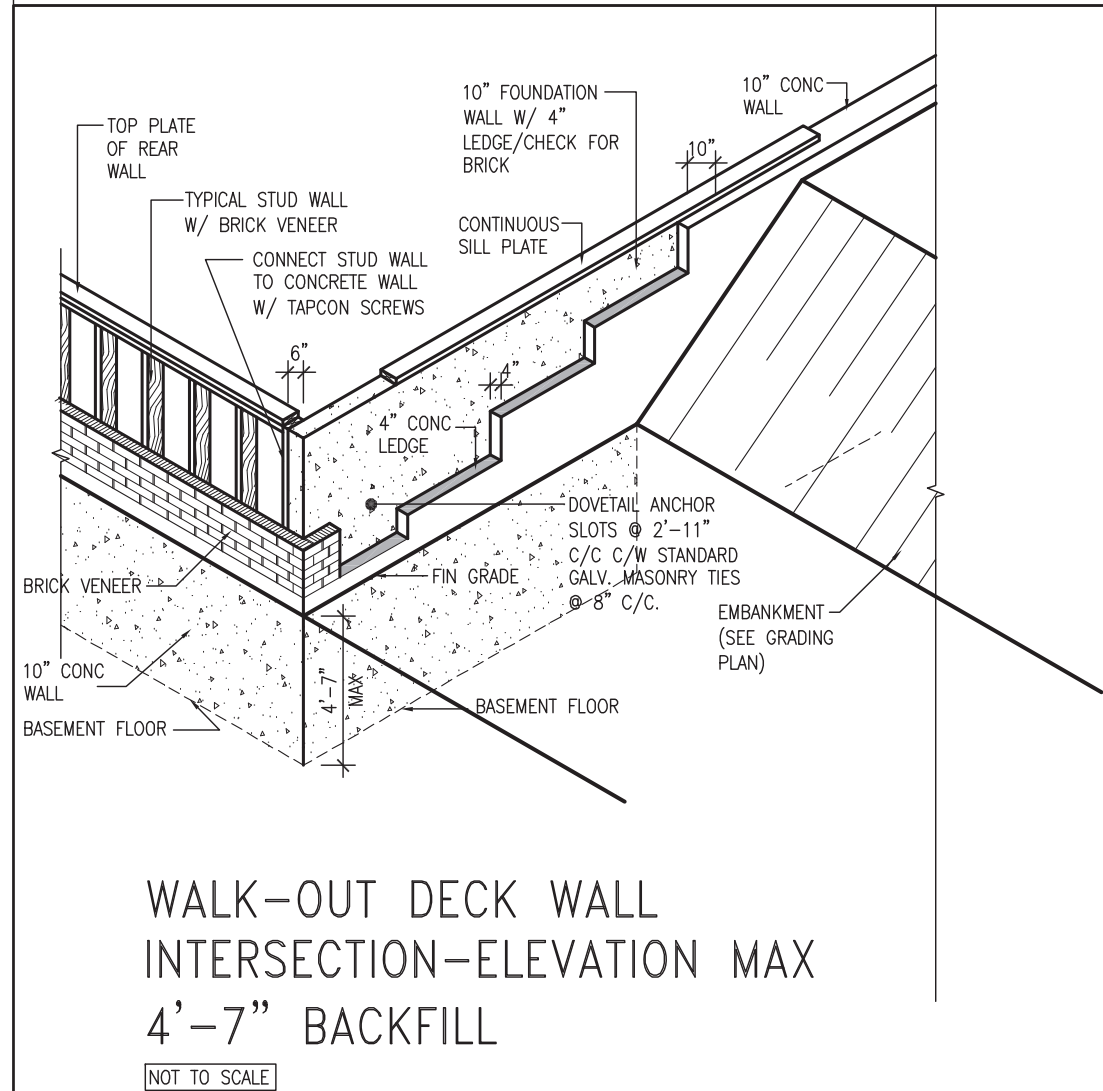 10" FOUNDATION
WALL W/ 4"
LEDGE/CHECK FOR
BRICK
10" CONC
WALL
TOP PLATE
OF REAR
WALL
10"
TYPICAL STUD WALL
W/ BRICK VENEER
CONTINUOUS
SILL PLATE
CONNECT STUD WALL
TO CONCRETE WALL
W/ TAPCON SCREWS
6"
4"
4" CONC
LEDGE
DOVETAIL ANCHOR
SLOTS @ 2'-11"
C/C C/W STANDARD
GALV. MASONRY TIES
@ 8" C/C.
FIN GRADE
BRICK VENEER
EMBANKMENT
(SEE GRADING
PLAN)
10" CONC
WALL
4'-7"
MAX
BASEMENT FLOOR
BASEMENT FLOOR
WALK-OUT DECK WALL
INTERSECTION-ELEVATION MAX
4'-7" BACKFILL
NOT TO SCALE